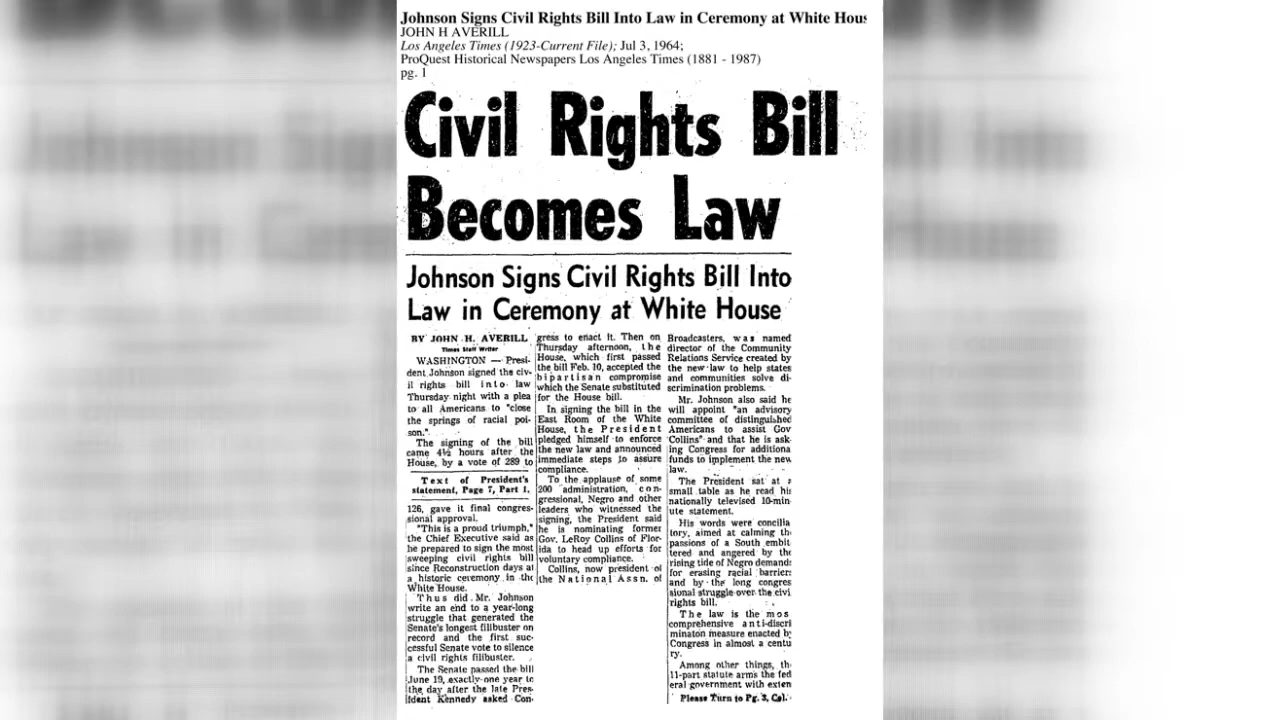 Johnson Signs Civil Rights Bill Into Law in Ceremony at White Hous
JOHN H AVERILL
Los Angeles Times (1923-Current File); Jul 3, 1964;
ProQuest Historical Newspapers Los Angeles Times (1881 - 1987)
pg. 1
Civil Rights Bill
Becomes Law
Johnson Signs Civil Rights Bill Into
Law in Ceremony at White House
BY JOHN H. AVERILL
Times Staff Writer
WASHINGTON — Presi-
dent Johnson signed the civ-
il rights bill into law
Thursday night with a plea
to all Americans to "close
the springs of racial poi-
son."
The signing of the bill
came 4½ hours after the
House, by a vote of 289 to
Text of President's
statement, Page 7, Part 1.
126, gave it final congres-
sional approval.
"This is a proud triumph,"
the Chief Executive said as
he prepared to sign the most
sweeping civil rights bill
since Reconstruction days at
a historic ceremony in the
White House.
Thus did Mr. Johnson
write an end to a year-long
struggle that generated the
Senate's longest filibuster on
record and the first suc-
cessful Senate vote to silence
a civil rights filibuster.
The Senate passed the bill
June 19, exactly one year to
the day after the late Pres-
ident Kennedy asked Con-
gress to enact it. Then on
Thursday afternoon, the
House, which first passed
the bill Feb. 10, accepted the
bipartisan compromise
which the Senate substituted
for the House bill.
In signing the bill in the
East Room of the White
House, the President
pledged himself to enforce
the new law and announced
immediate steps to assure
compliance.
To the applause of some
200 administration, con-
gressional, Negro and other
leaders who witnessed the
signing, the President said
he is nominating former
Gov. LeRoy Collins of Flor-
ida to head up efforts for
voluntary compliance.
Collins, now president of
the National Assn. of
Broadcasters, was named
director of the Community
Relations Service created by
the new law to help states
and communities solve di-
scrimination problems.
Mr. Johnson also said he
will appoint "an advisory
committee of distinguished
Americans to assist Gov
Collins" and that he is ask-
ing Congress for additiona
funds to implement the new
law.
The President sat at a
small table as he read his
nationally televised 10-min
ute statement.
His words were concilia
tory, aimed at calming th
passions of a South embit
tered and angered by the
rising tide of Negro demands
for erasing racial barriers
and by the long congres
sional struggle over the civi
rights bill.
The law is the mos
comprehensive anti-discri
minaton measure enacted by
Congress in almost a centu
ry.
Among other things, th
11-part statute arms the fed
eral government with exten
Please Turn to Pg. 3, Col.